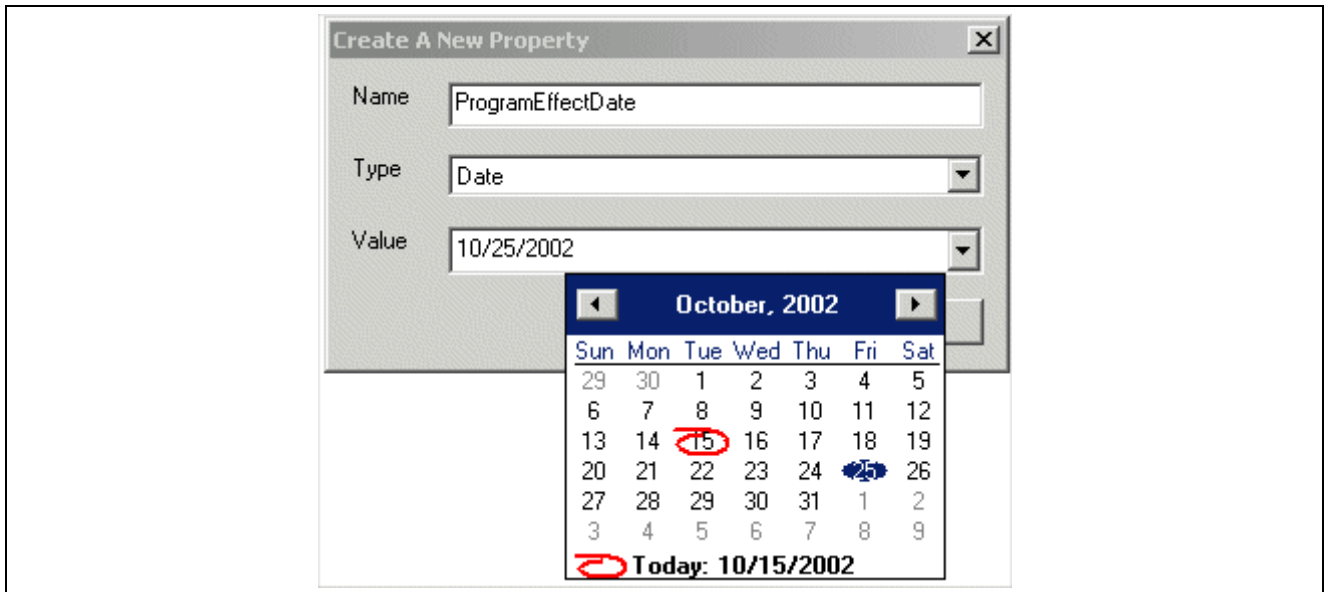 Create A New Property
Name ProgramEffectDate
Type Date
Value 10/25/2002
October, 2002
Sun Mon Tue Wed Thu Fri Sat
29 30 1 2 3 4 5
6 7 8 9 10 11 12
13 14 15 16 17 18 19
20 21 22 23 24 25 26
27 28 29 30 31 1 2
3 4 5 6 7 8 9
Today: 10/15/2002